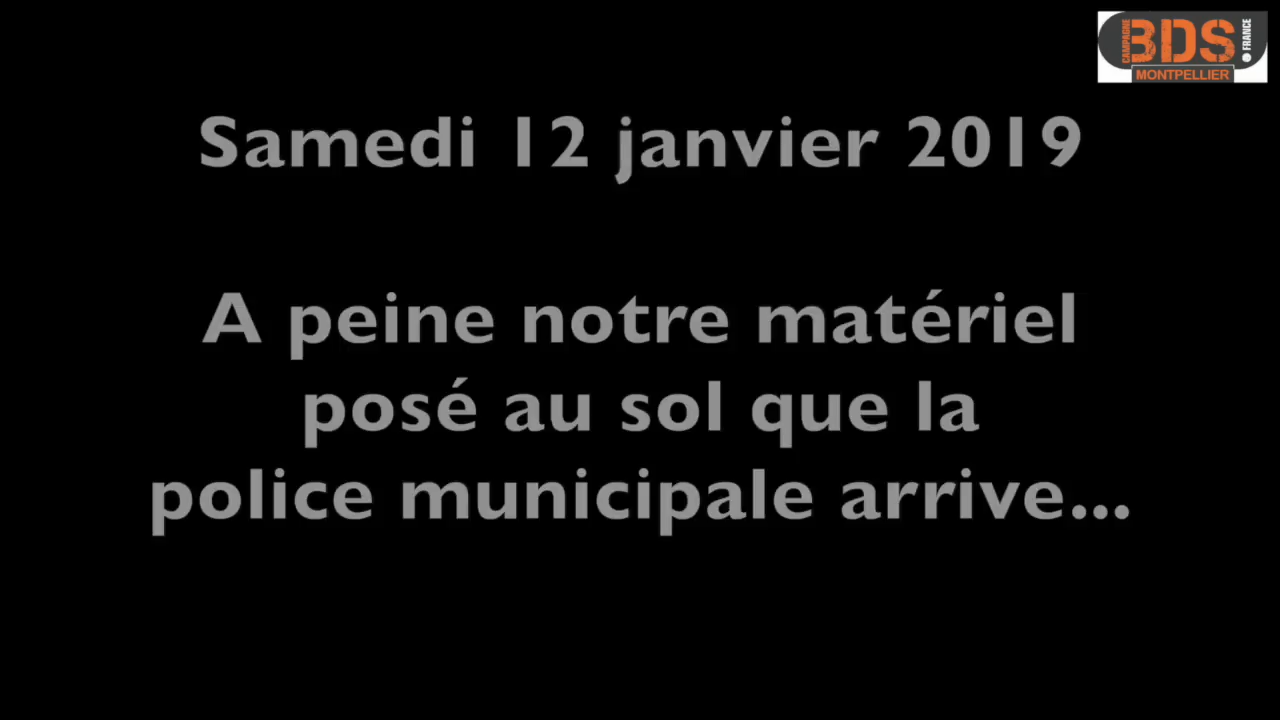 CAMPAGNE BDS FRANCE
MONTPELLIER
Samedi 12 janvier 2019
A peine notre matériel
posé au sol que la
police municipale arrive...